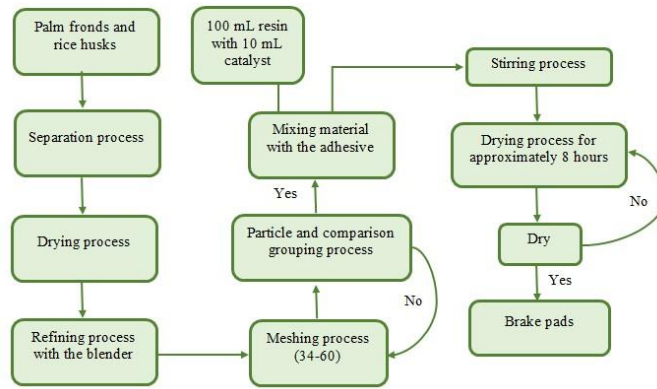 Palm fronds and
rice husks
Separation process
Drying process
Refining process
with the blender
100 mL resin
with 10 mL
catalyst
Mixing material
with the adhesive
Yes
Particle and comparison
grouping process
No
Meshing process
(34-60)
Stirring process
Drying process for
approximately 8 hours
No
Dry
Yes
Brake pads